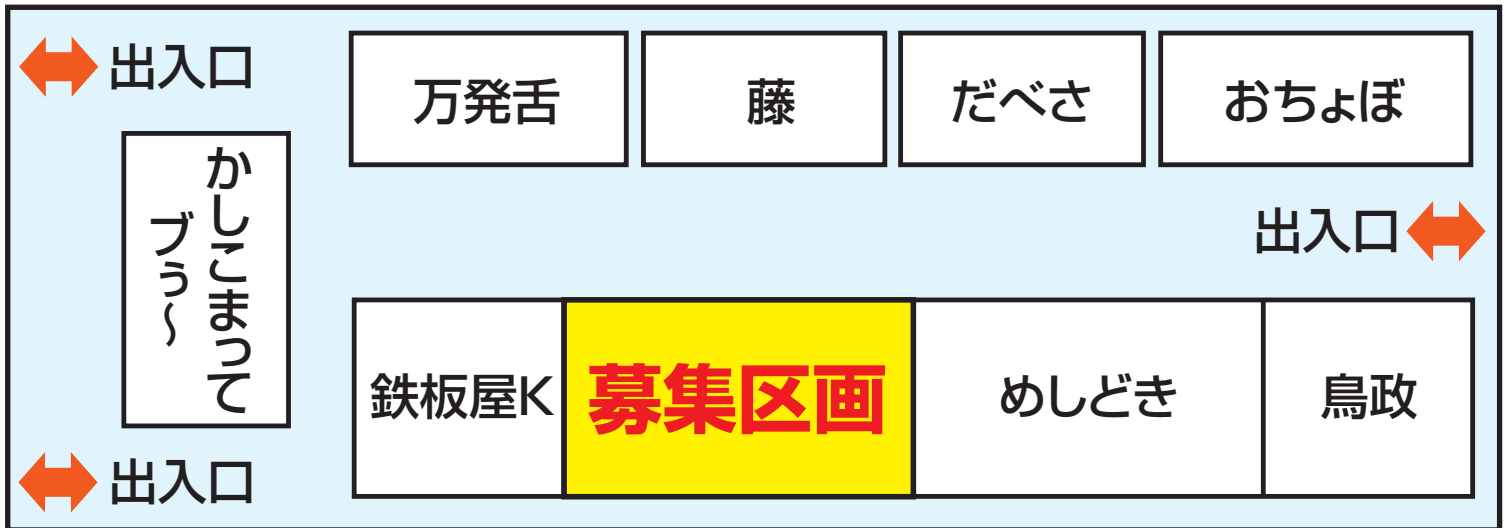 出入口
万発舌
藤
だべさ
おちょぼ
かしこまって
ブぅ〜
出入口
鉄板屋K
募集区画
めしどき
鳥政
出入口